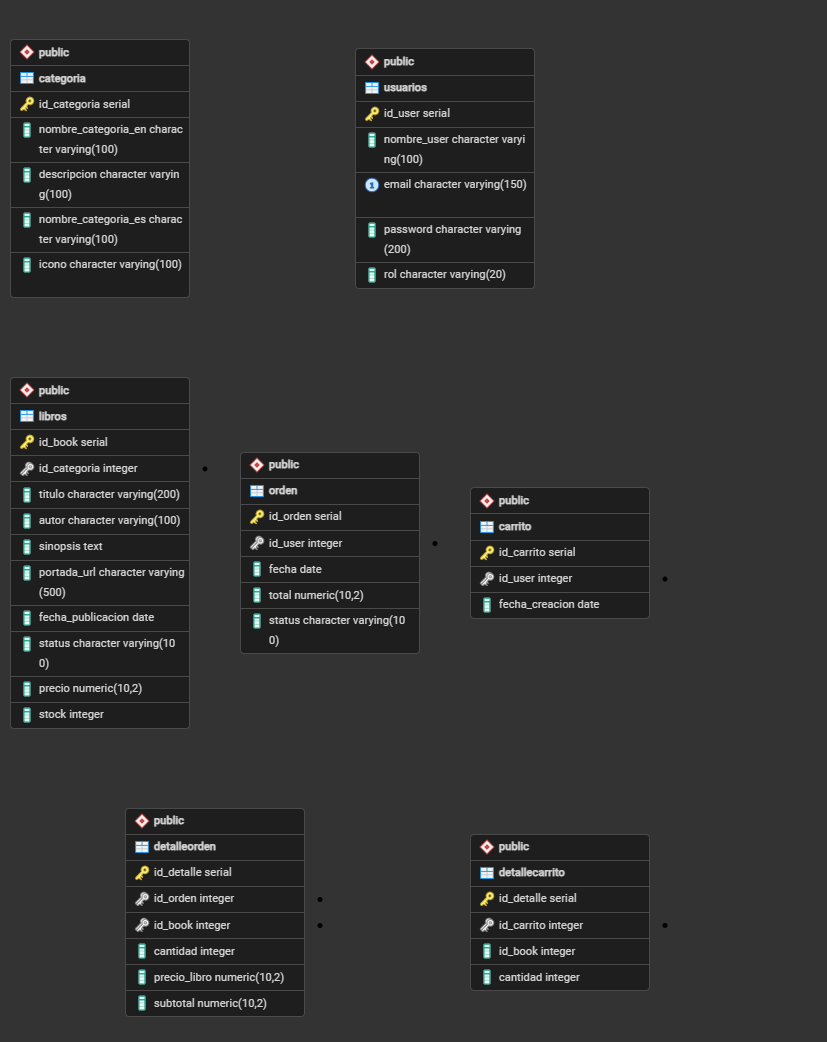 public
categoria
id_categoria serial
nombre_categoria_en charac
ter varying(100)
descripcion character varyin
g(100)
nombre_categoria_es charac
ter varying(100)
icono character varying(100)
public
usuarios
id_user serial
nombre_user character varyi
ng(100)
1
email character varying(150)
password character varying
(200)
rol character varying(20)
public
libros
id_book serial
id_categoria integer
titulo character varying(200)
autor character varying(100)
sinopsis text
portada_url character varying
(500)
fecha_publicacion date
status character varying(10
0)
precio numeric(10,2)
stock integer
public
orden
id_orden serial
id_user integer
fecha date
total numeric(10,2)
status character varying(10
0)
public
carrito
id_carrito serial
id_user integer
fecha_creacion date
public
detalleorden
id_detalle serial
id_orden integer
id_book integer
cantidad integer
precio_libro numeric(10,2)
subtotal numeric(10,2)
public
detallecarrito
id_detalle serial
id_carrito integer
id_book integer
cantidad integer